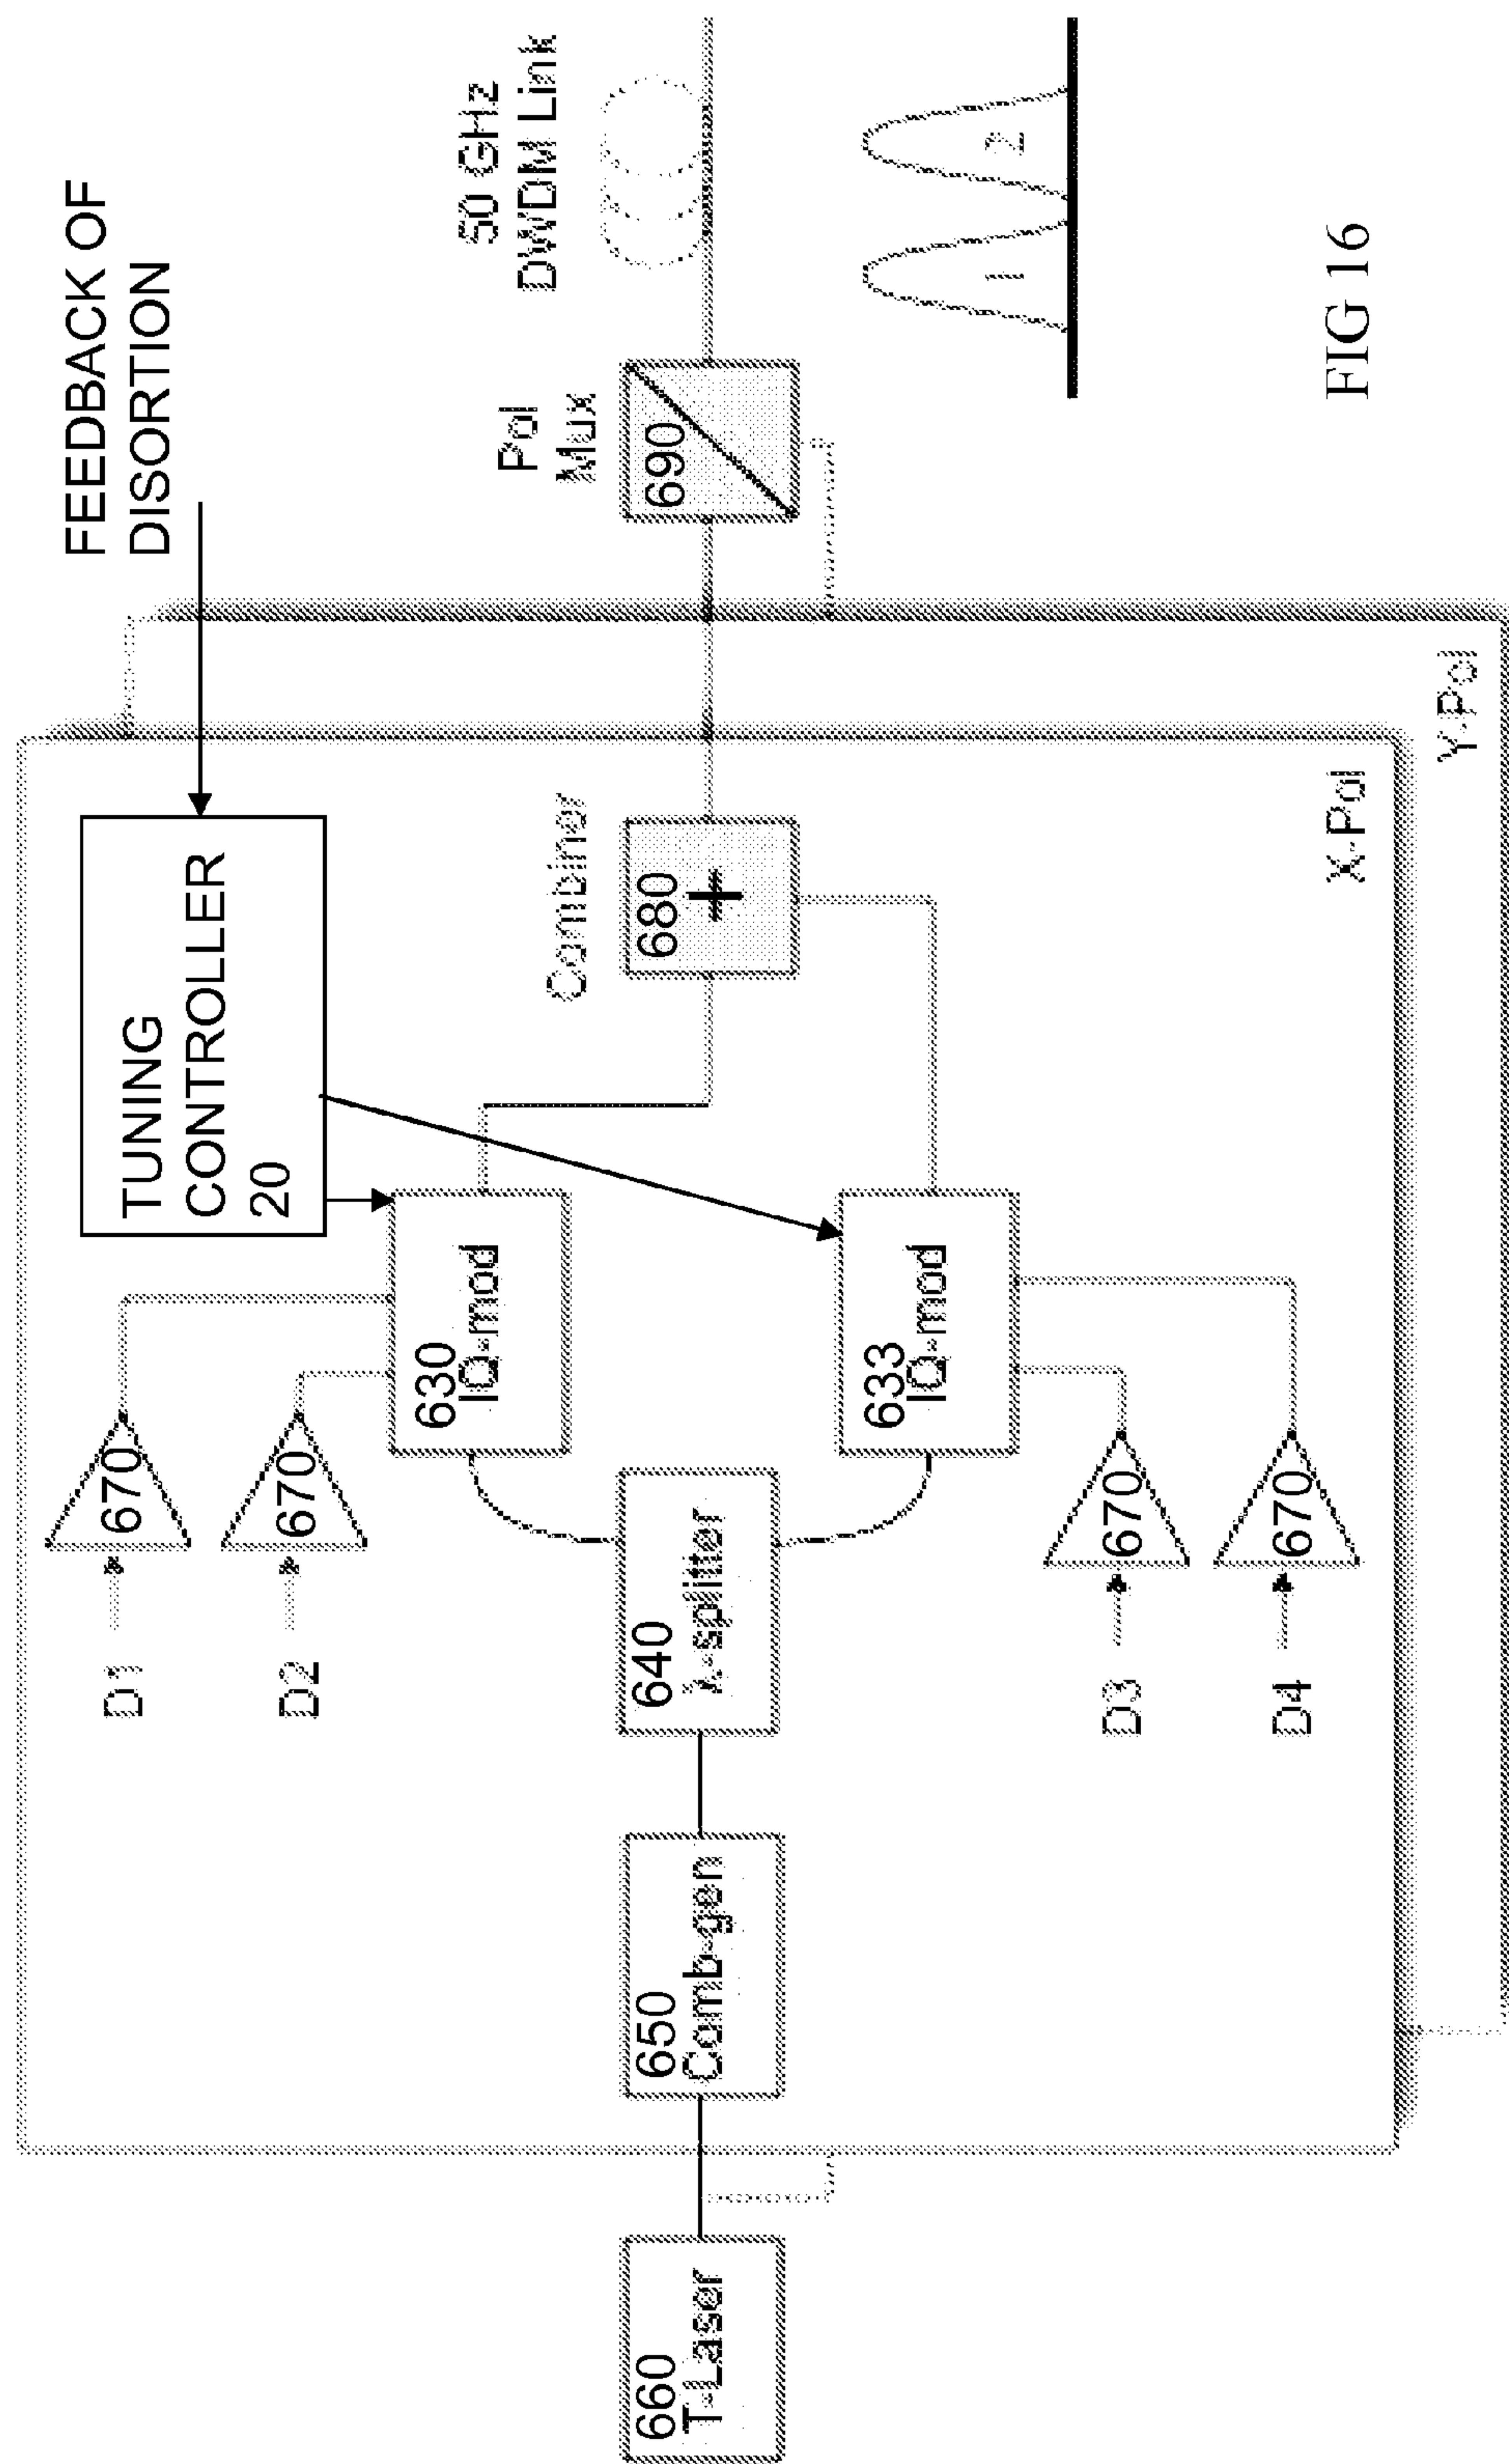 FEEDBACK OF
DISORTION
TUNING
CONTROLLER
20
50 GHz
DWDM Link
Pol
Mux
690
Combiner
680
+
D1
670
D2
670
630
IQ-mod
633
IQ-mod
640
λ-splitter
650
Comb-gen
660
T-Laser
D3
670
D4
670
X-Pol
Y-Pol
1
2
FIG 16